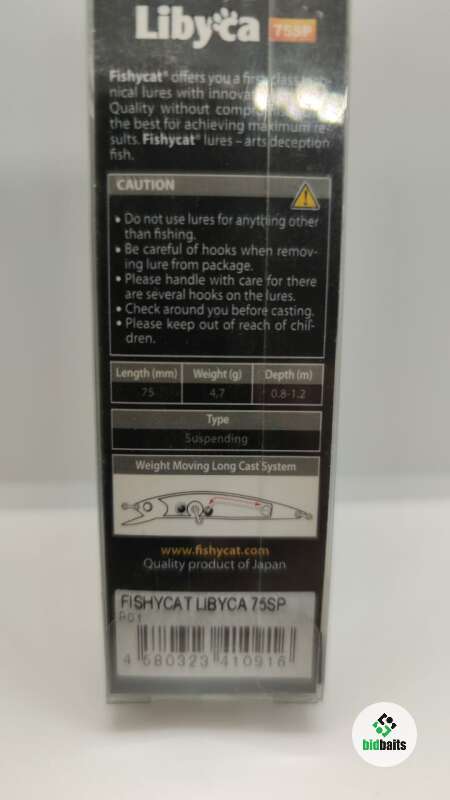 Libyca 75SP
Fishycat® offers you a first class tech-
nical lures with innovat
Quality without comprom
the best for achieving maximum re-
sults. Fishycat® lures – arts deception
fish.
CAUTION
• Do not use lures for anything other
than fishing.
• Be careful of hooks when remov-
ing lure from package.
• Please handle with care for there
are several hooks on the lures.
• Check around you before casting.
• Please keep out of reach of chil-
dren.
Length (mm) Weight (g) Depth (m)
75 4,7 0.8-1.2
Type
Suspending
Weight Moving Long Cast System
www.fishycat.com
Quality product of Japan
FISHYCAT LIBYCA 75SP
R01
4 580323 410916
bidbaits